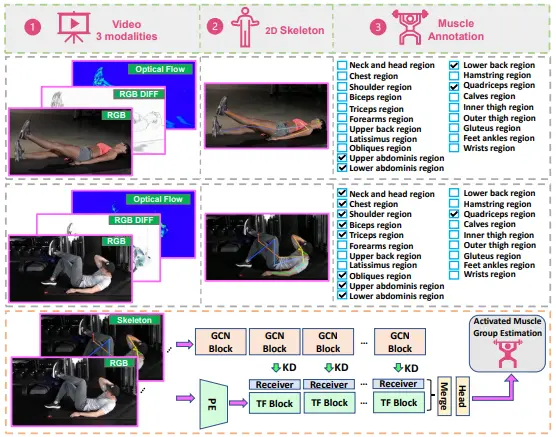 1
Video
3 modalities
2
2D Skeleton
3
Muscle
Annotation
Optical Flow
RGB DIFF
RGB
Neck and head region
Chest region
Shoulder region
Biceps region
Triceps region
Forearms region
Upper back region
Latissimus region
Obliques region
Upper abdominis region
Lower abdominis region
Lower back region
Hamstring region
Quadriceps region
Calves region
Inner thigh region
Outer thigh region
Gluteus region
Feet ankles region
Wrists region
Optical Flow
RGB DIFF
RGB
Neck and head region
Chest region
Shoulder region
Biceps region
Triceps region
Forearms region
Upper back region
Latissimus region
Obliques region
Upper abdominis region
Lower abdominis region
Lower back region
Hamstring region
Quadriceps region
Calves region
Inner thigh region
Outer thigh region
Gluteus region
Feet ankles region
Wrists region
Skeleton
RGB
GCN
Block
GCN
Block
GCN
Block
...
GCN
Block
KD
KD
KD
PE
Receiver
TF Block
Receiver
TF Block
...
Receiver
TF Block
Merge
Head
Activated Muscle
Group Estimation